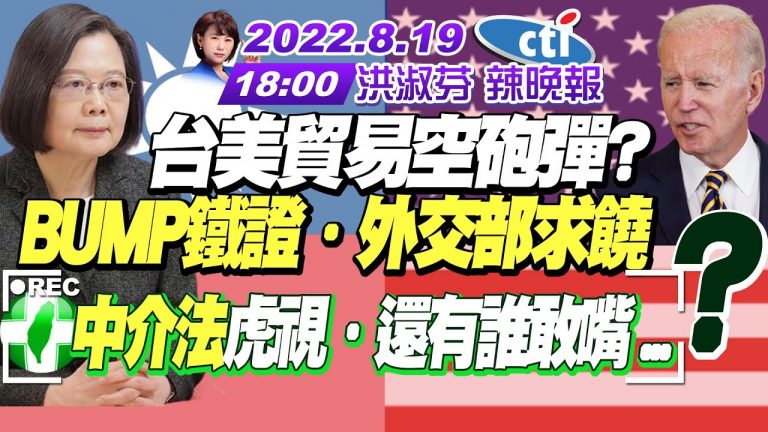 2022.8.19
cti
18:00 洪淑芬 辣晚報
台美貿易空砲彈?
BUMP鐵證·外交部求饒
?
REC
中介法虎視·還有誰敢嘴...